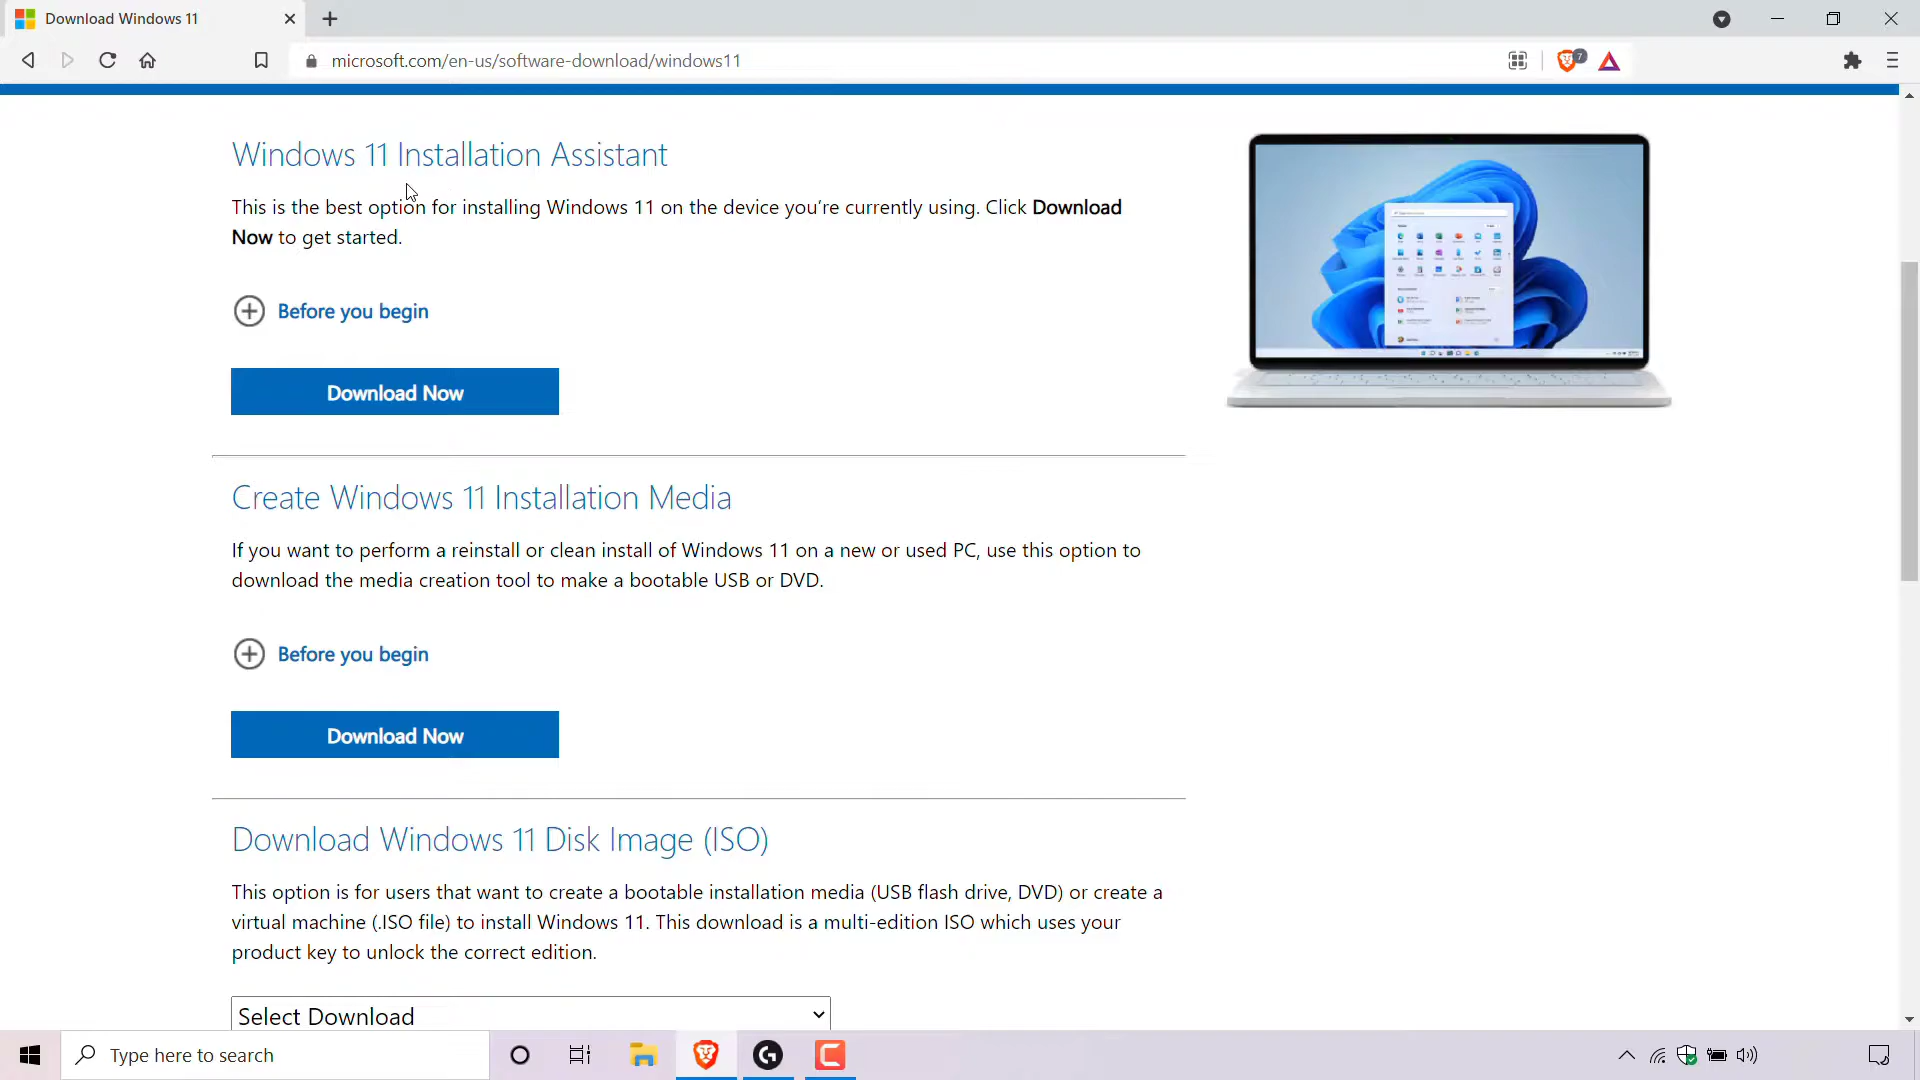 Download Windows 11
microsoft.com/en-us/software-download/windows11
7
Windows 11 Installation Assistant
This is the best option for installing Windows 11 on the device you’re currently using. Click Download
Now to get started.
Before you begin
Download Now
Create Windows 11 Installation Media
If you want to perform a reinstall or clean install of Windows 11 on a new or used PC, use this option to
download the media creation tool to make a bootable USB or DVD.
Before you begin
Download Now
Download Windows 11 Disk Image (ISO)
This option is for users that want to create a bootable installation media (USB flash drive, DVD) or create a
virtual machine (.ISO file) to install Windows 11. This download is a multi-edition ISO which uses your
product key to unlock the correct edition.
Select Download
Type here to search